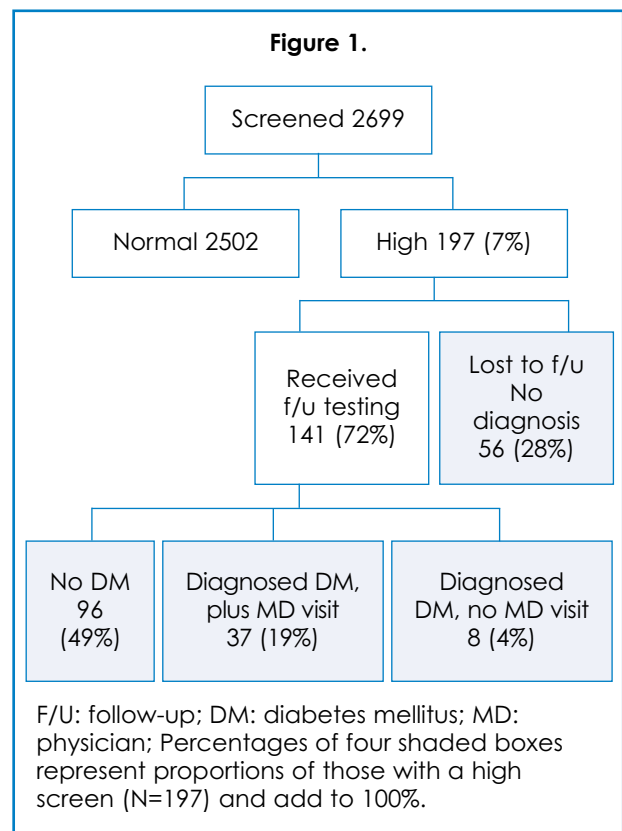 Figure 1.
Screened 2699
Normal 2502
High 197 (7%)
Received
f/u testing
141 (72%)
Lost to f/u
No
diagnosis
56 (28%)
No DM
96
(49%)
Diagnosed DM,
plus MD visit
37 (19%)
Diagnosed
DM, no MD visit
8 (4%)
F/U: follow-up; DM: diabetes mellitus; MD:
physician; Percentages of four shaded boxes
represent proportions of those with a high
screen (N=197) and add to 100%.